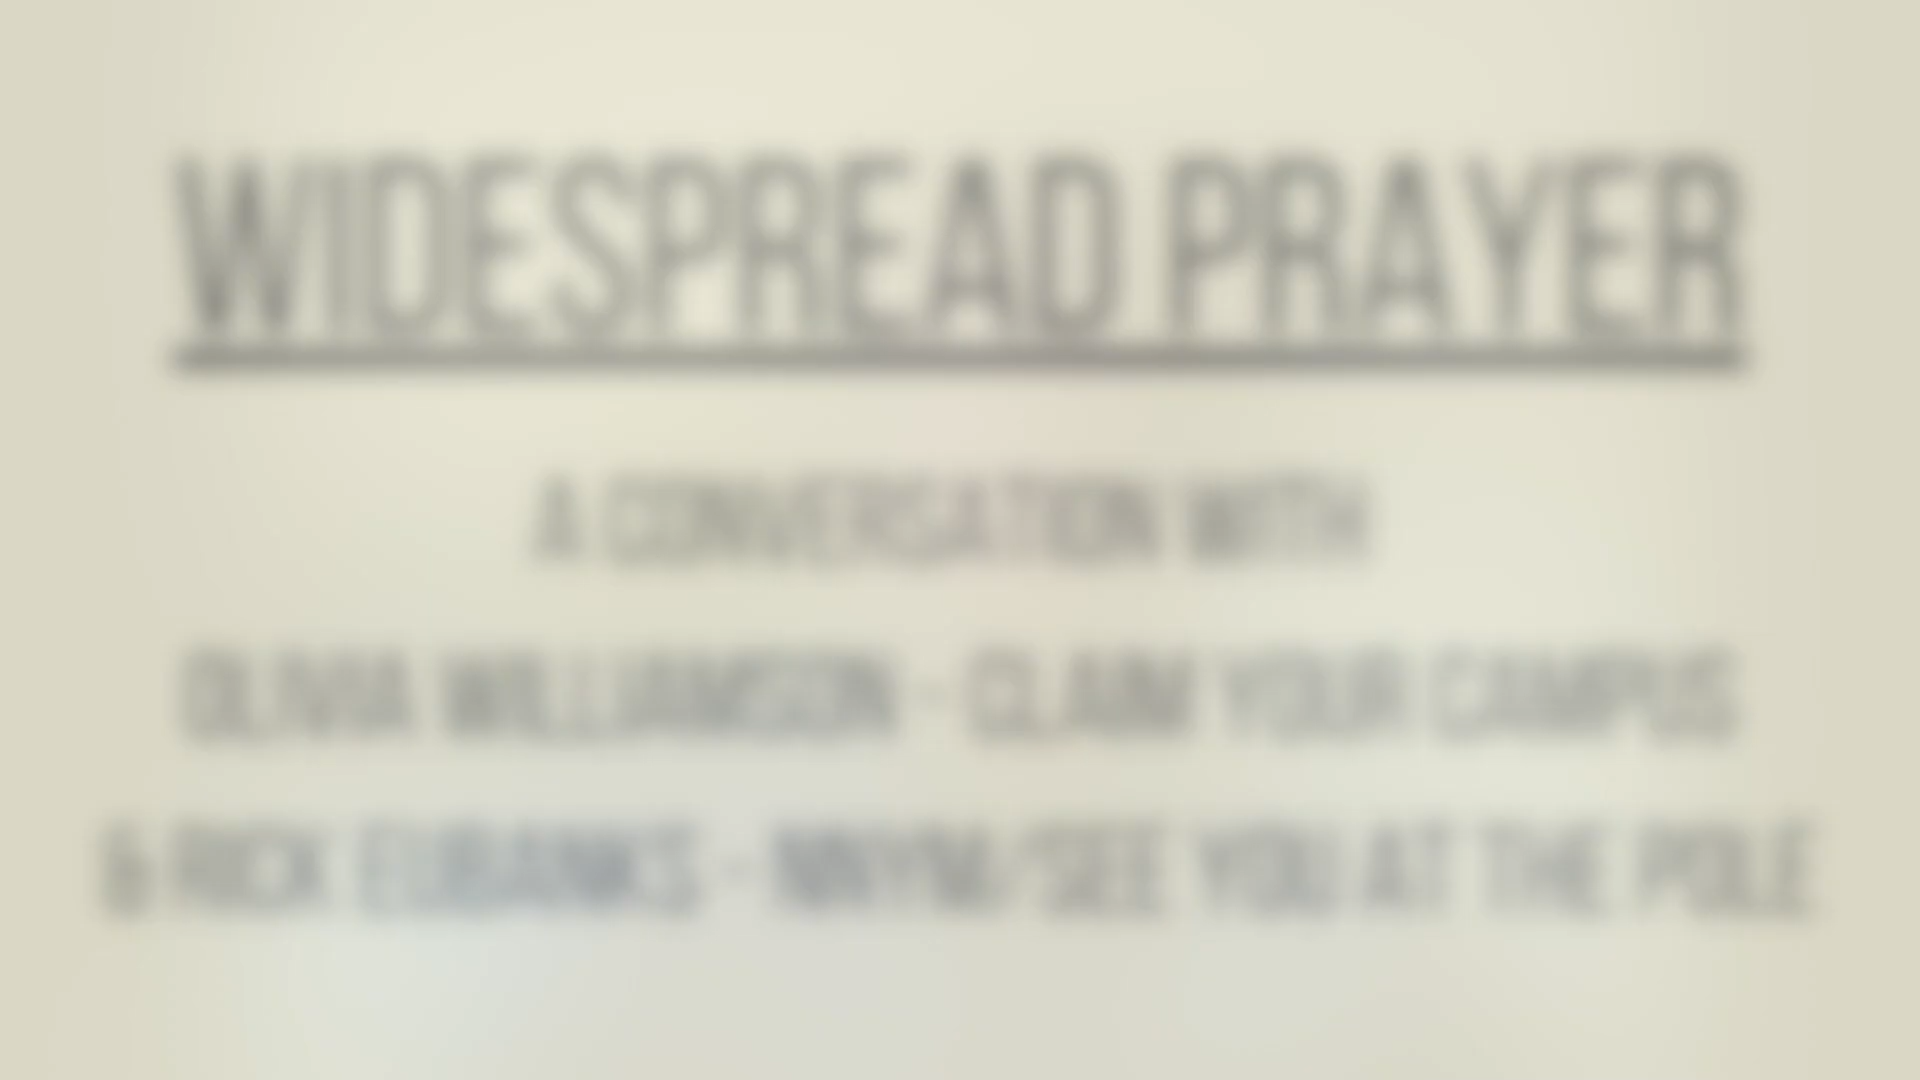 WIDESPREAD PRAYER
A CONVERSATION WITH
OLIVIA WILLIAMSON - CLAIM YOUR CAMPUS
& RICK EUBANKS - NNYM/SEE YOU AT THE POLE